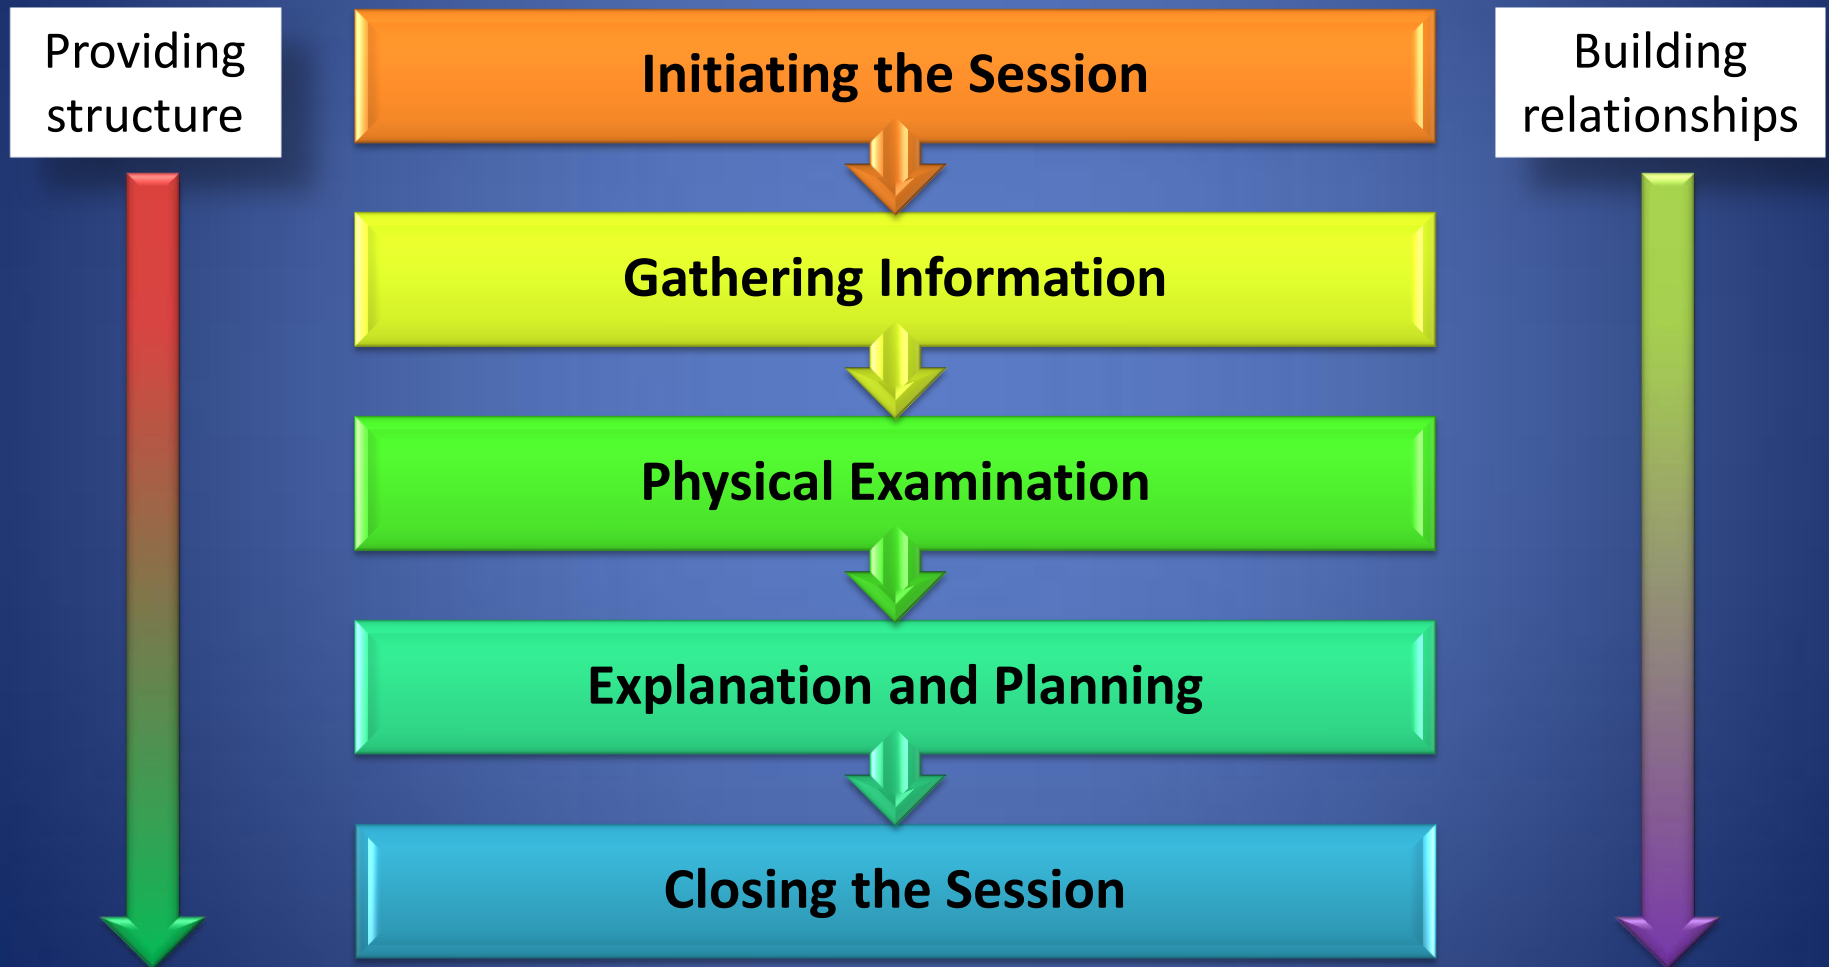 Providing
structure
Initiating the Session
Building
relationships
Gathering Information
Physical Examination
Explanation and Planning
Closing the Session